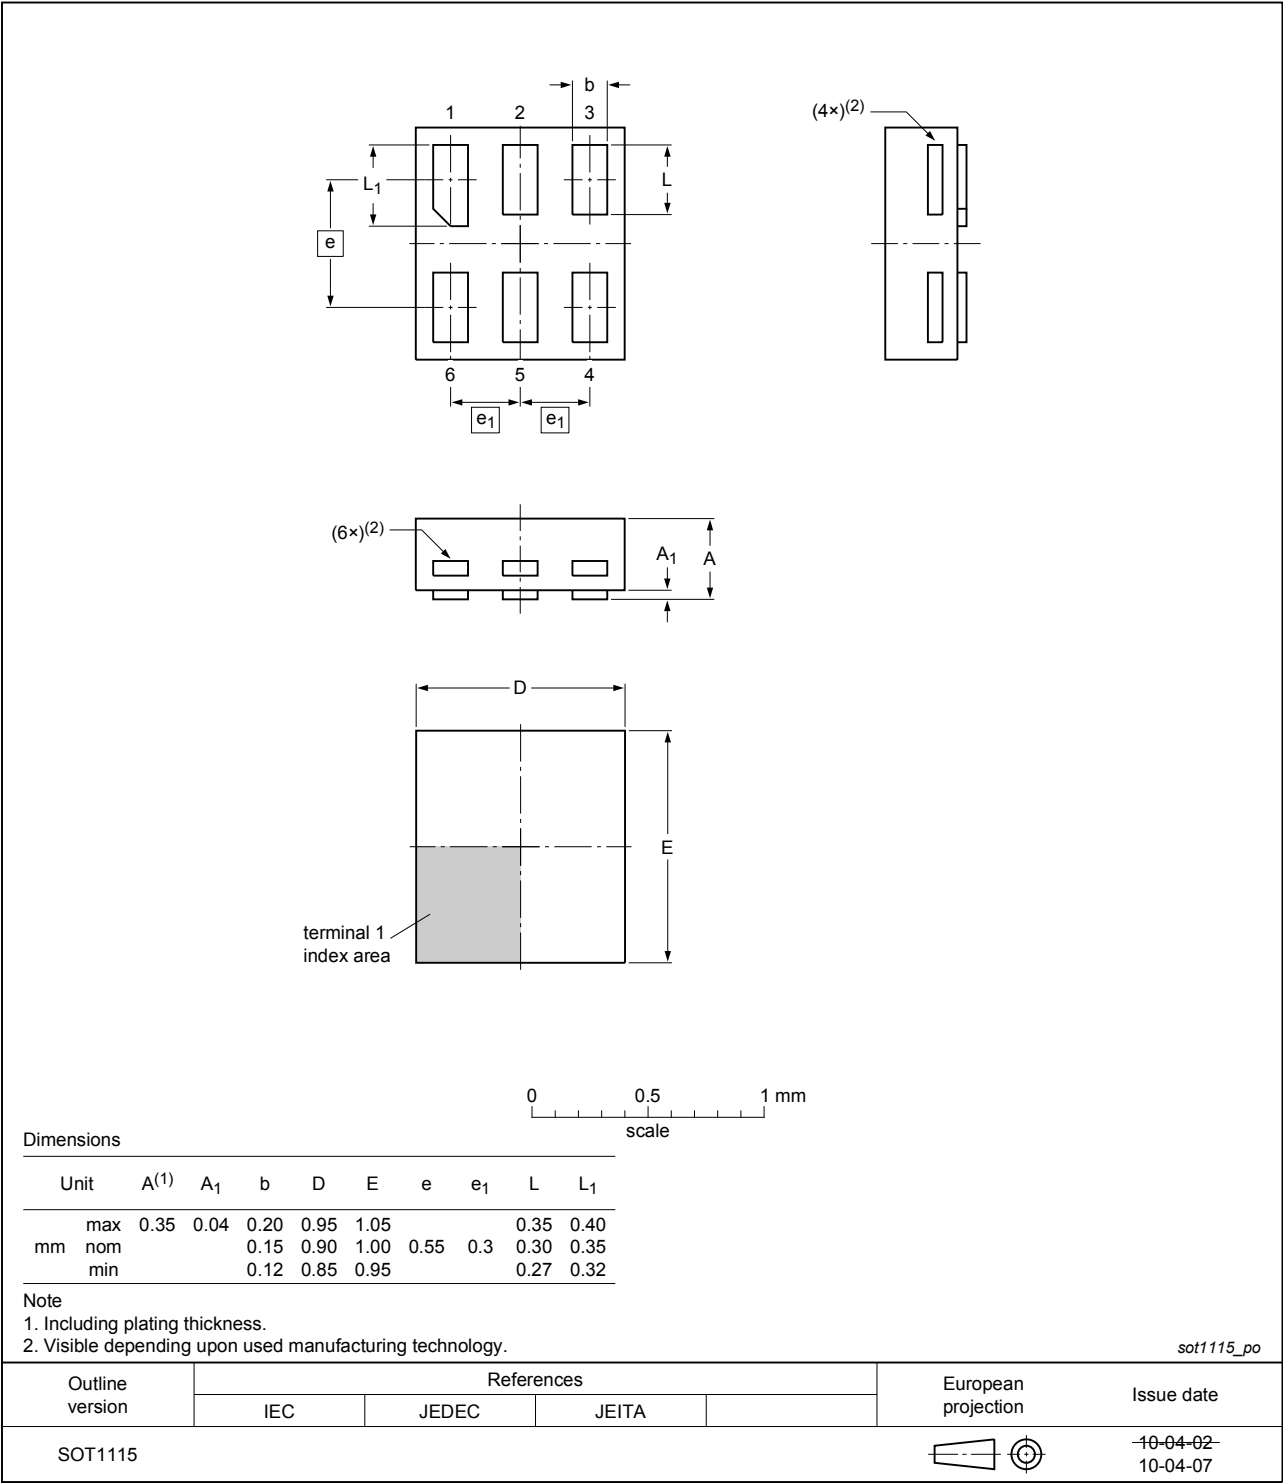 b
1 2 3
(4×)(2)
L1
L
e
6 5 4
e1 e1
(6×)(2)
A1 A
D
E
terminal 1
index area
0 0.5 1 mm
scale
Dimensions
Unit A(1) A1 b D E e e1 L L1
max 0.35 0.04 0.20 0.95 1.05 0.35 0.40
mm nom 0.15 0.90 1.00 0.55 0.3 0.30 0.35
min 0.12 0.85 0.95 0.27 0.32
Note
1. Including plating thickness.
2. Visible depending upon used manufacturing technology.
sot1115_po
Outline
version
References
IEC JEDEC JEITA
European
projection
Issue date
SOT1115
10-04-02
10-04-07